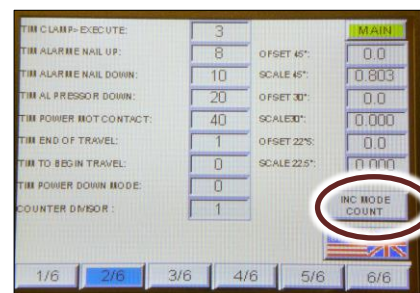 TIM CLAMP> EXECUTE: 3 MAIN
TIM ALARME NAIL UP: 8 OFSET 45°: 0.0
TIM ALARME NAIL DOWN: 10 SCALE 45°: 0.803
TIM AL PRESSOR DOWN: 20 OFSET 30°: 0.0
TIM POWER MOT CONTACT: 40 SCALE30°: 0.000
TIM END OF TRAVEL: 1 OFSET 22°5: 0.0
TIM TO BEGIN TRAVEL: 0 SCALE 22.5°: 0.000
TIM POWER DOWN MODE: 0
COUNTER DIVISOR : 1 INC MODE
COUNT
1/6 2/6 3/6 4/6 5/6 6/6